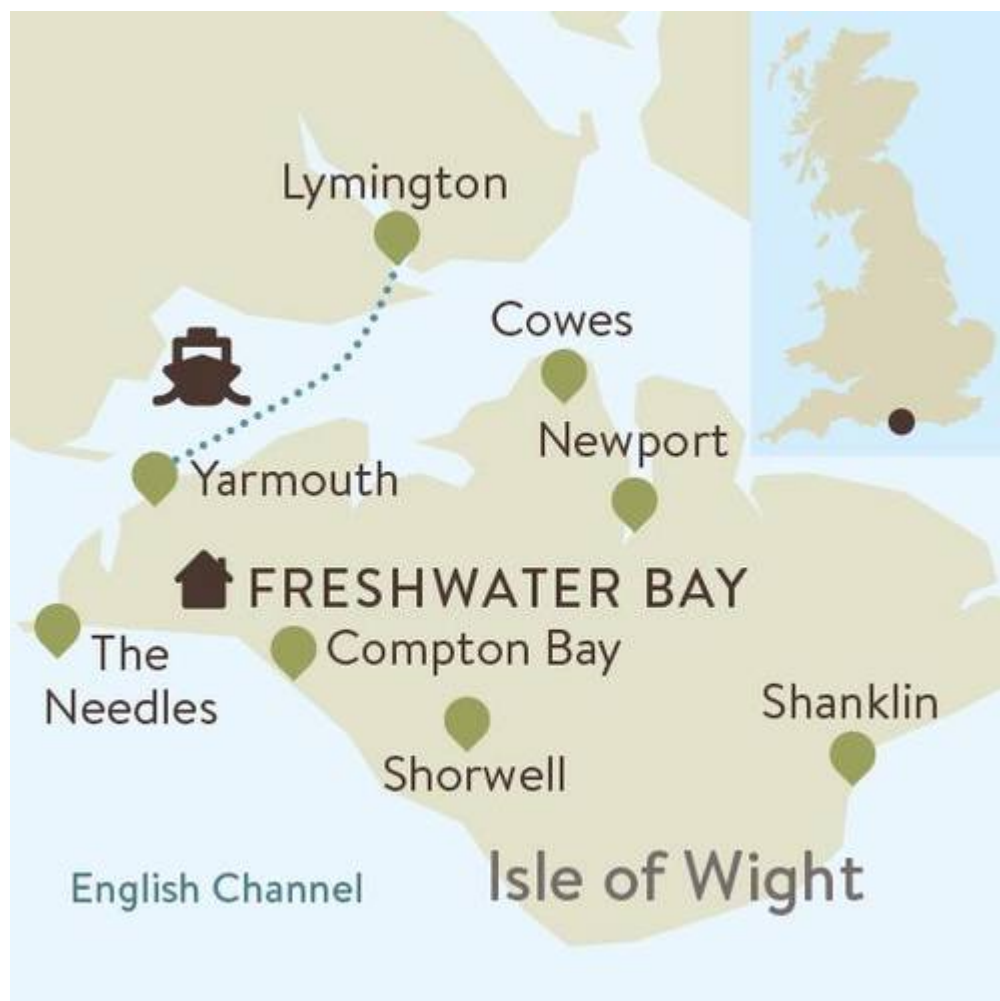 Lymington
Cowes
Newport
Yarmouth
FRESHWATER BAY
Compton Bay
The
Needles
Shanklin
Shorwell
Isle of Wight
English Channel